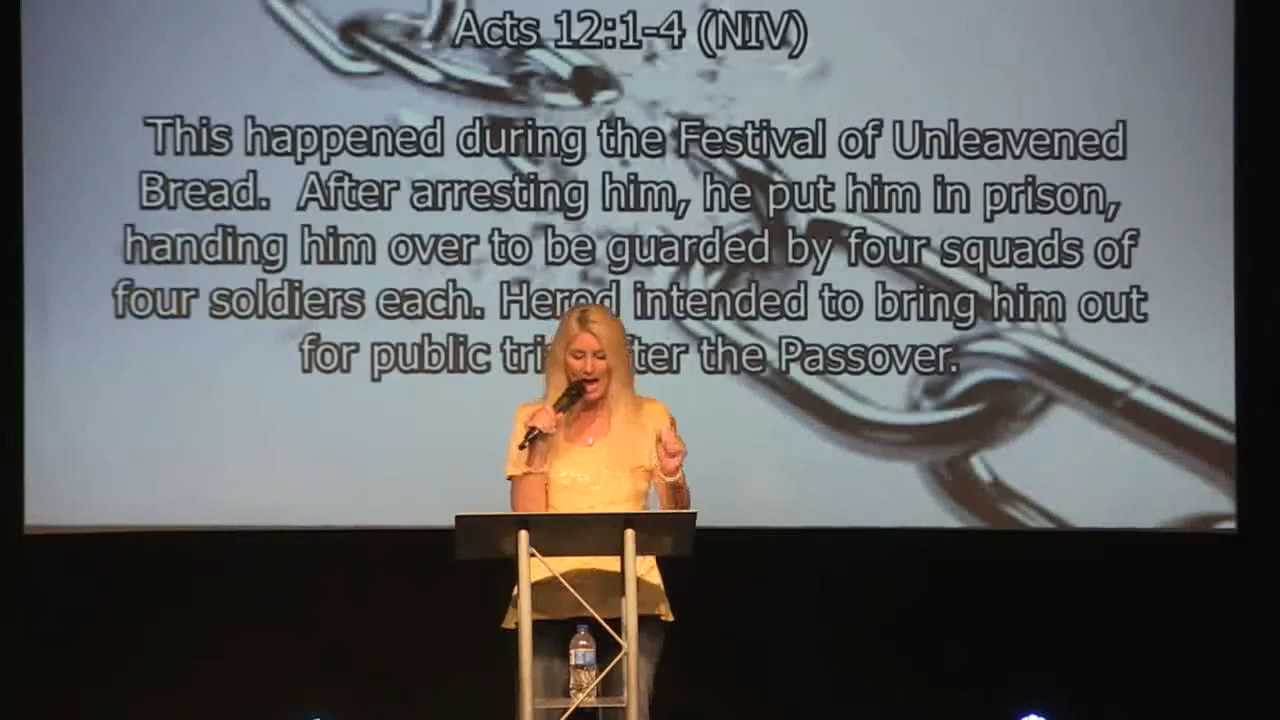 Acts 12:1-4 (NIV)
This happened during the Festival of Unleavened
Bread. After arresting him, he put him in prison,
handing him over to be guarded by four squads of
four soldiers each. Herod intended to bring him out
for public after the Passover.